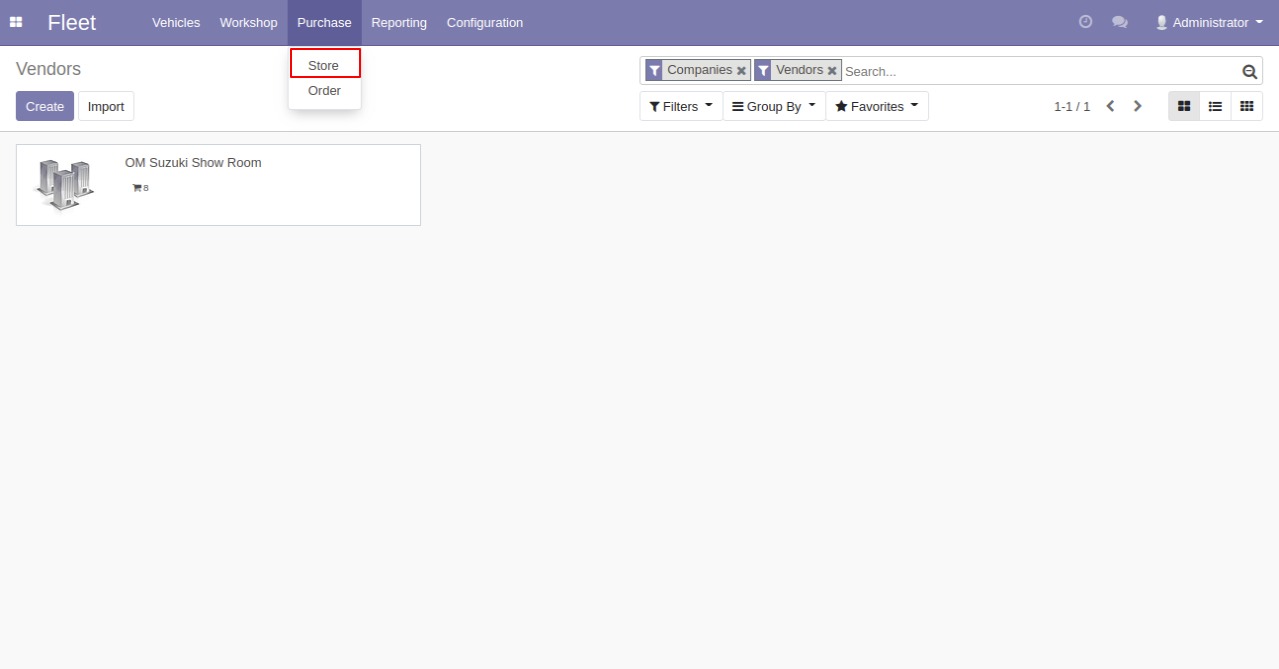 Fleet Vehicles Workshop Purchase Reporting Configuration Administrator
Store
Order
Vendors
Companies Vendors Search...
Create Import
Filters Group By Favorites 1-1 / 1
OM Suzuki Show Room
8